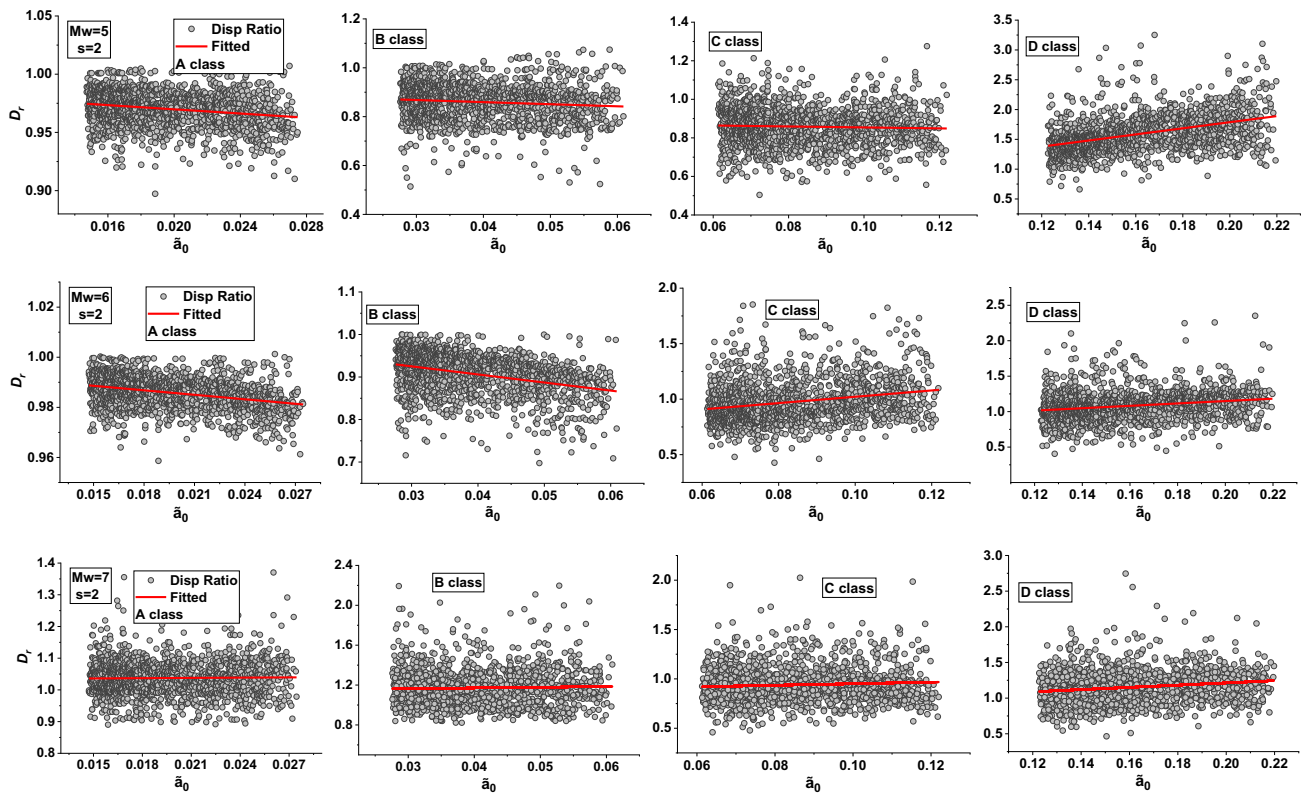 1.05
1.00
0.95
0.90
Dr
Mw=5
s=2
Disp Ratio
Fitted
A class
0.016 0.020 0.024 0.028
ã0
1.2
1.0
0.8
0.6
0.4
B class
0.03 0.04 0.05 0.06
ã0
1.4
1.2
1.0
0.8
0.6
0.4
C class
0.06 0.08 0.10 0.12
ã0
3.5
3.0
2.5
2.0
1.5
1.0
0.5
0.0
D class
0.12 0.14 0.16 0.18 0.20 0.22
ã0
1.02
1.00
0.98
0.96
Dr
Mw=6
s=2
Disp Ratio
Fitted
A class
0.015 0.018 0.021 0.024 0.027
ã0
1.1
1.0
0.9
0.8
0.7
B class
0.03 0.04 0.05 0.06
ã0
2.0
1.5
1.0
0.5
C class
0.06 0.08 0.10 0.12
ã0
2.5
2.0
1.5
1.0
0.5
D class
0.12 0.14 0.16 0.18 0.20 0.22
ã0
1.4
1.3
1.2
1.1
1.0
0.9
0.8
Dr
Mw=7
s=2
Disp Ratio
Fitted
A class
0.015 0.018 0.021 0.024 0.027
ã0
2.4
2.0
1.6
1.2
0.8
B class
0.03 0.04 0.05 0.06
ã0
2.0
1.5
1.0
0.5
C class
0.06 0.08 0.10 0.12
ã0
3.0
2.5
2.0
1.5
1.0
0.5
D class
0.12 0.14 0.16 0.18 0.20 0.22
ã0